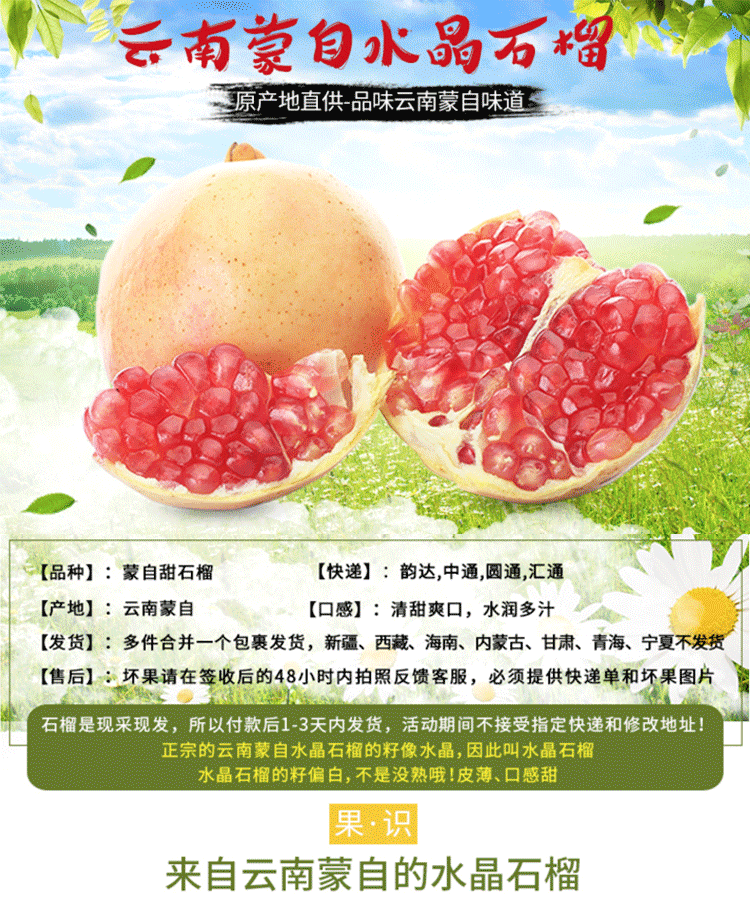 云南蒙自水晶石榴
原产地直供-品味云南蒙自味道
【品种】：蒙自甜石榴 【快递】：韵达,中通,圆通,汇通
【产地】：云南蒙自 【口感】：清甜爽口，水润多汁
【发货】：多件合并一个包裹发货，新疆、西藏、海南、内蒙古、甘肃、青海、宁夏不发货
【售后】：坏果请在签收后的48小时内拍照反馈客服，必须提供快递单和坏果图片
石榴是现采现发，所以付款后1-3天内发货，活动期间不接受指定快递和修改地址！
正宗的云南蒙自水晶石榴的籽像水晶，因此叫水晶石榴
水晶石榴的籽偏白，不是没熟哦！皮薄、口感甜
果·识
来自云南蒙自的水晶石榴